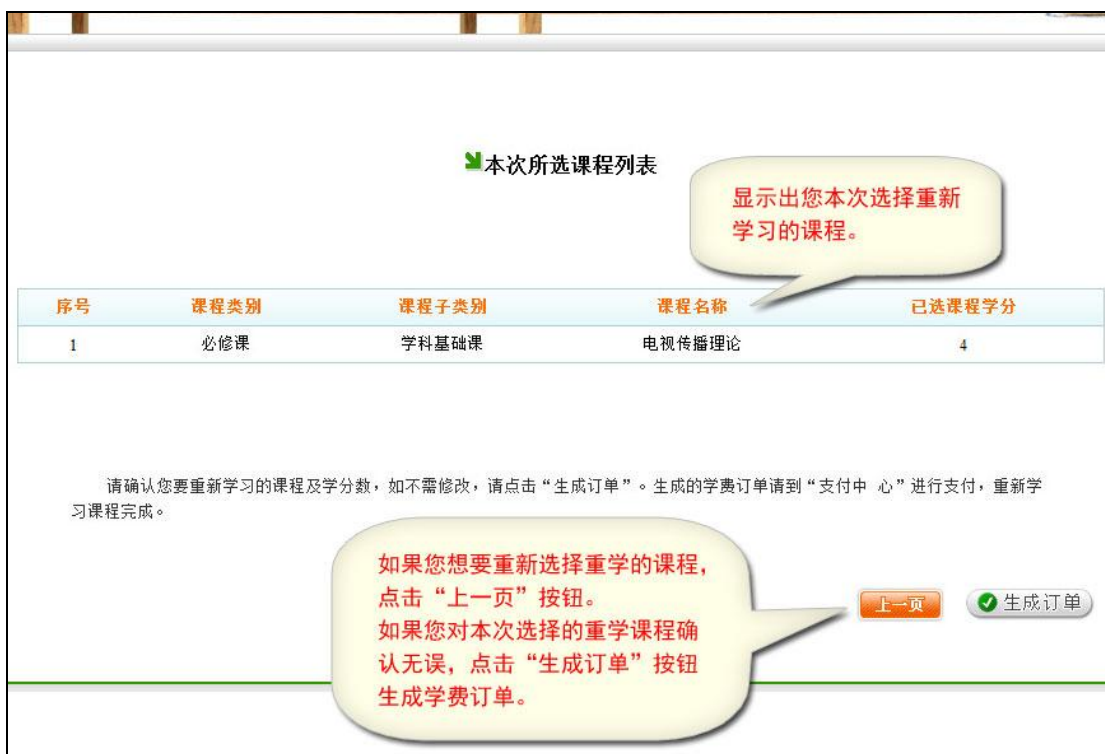 本次所选课程列表
显示出您本次选择重新
学习的课程。
序号 课程类别 课程子类别 课程名称 已选课程学分
1 必修课 学科基础课 电视传播理论 4
请确认您要重新学习的课程及学分数，如不需修改，请点击“生成订单”。生成的学费订单请到“支付中 心”进行支付，重新学
习课程完成。
如果您想要重新选择重学的课程，
点击“上一页”按钮。
如果您对本次选择的重学课程确
认无误，点击“生成订单”按钮
生成学费订单。
上一页 生成订单